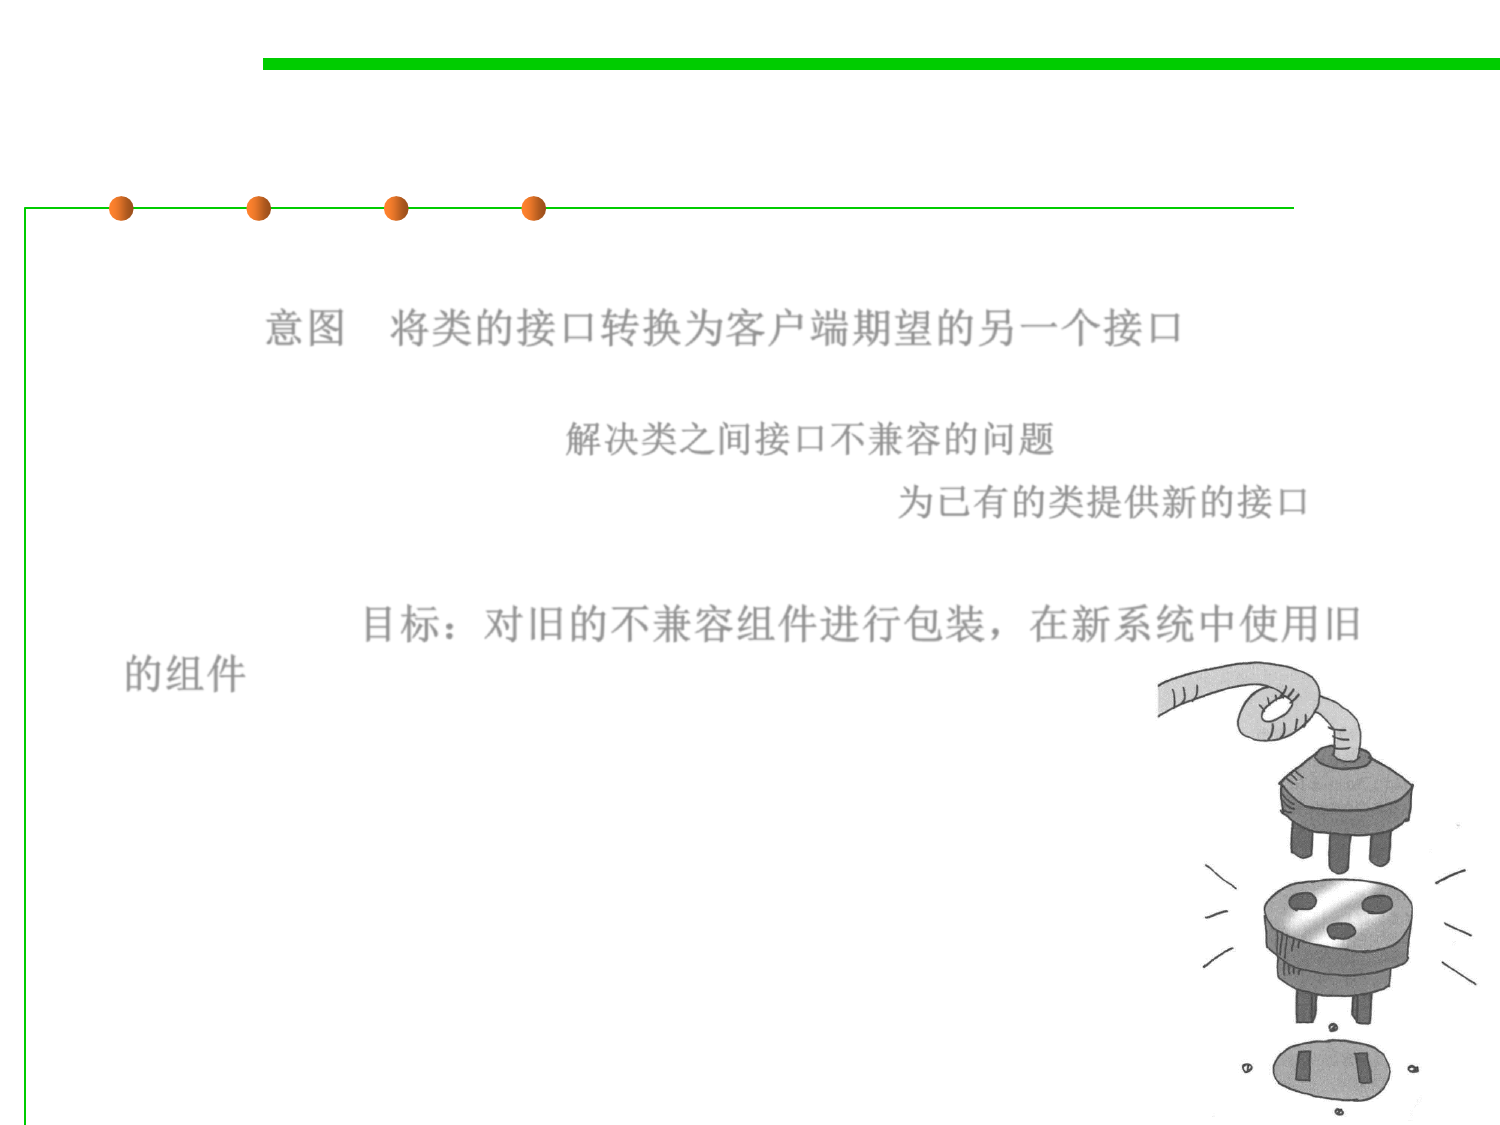 意图　将类的接口转换为客户端期望的另一个接口
解决类之间接口不兼容的问题
为已有的类提供新的接口
目标：对旧的不兼容组件进行包装，在新系统中使用旧
的组件